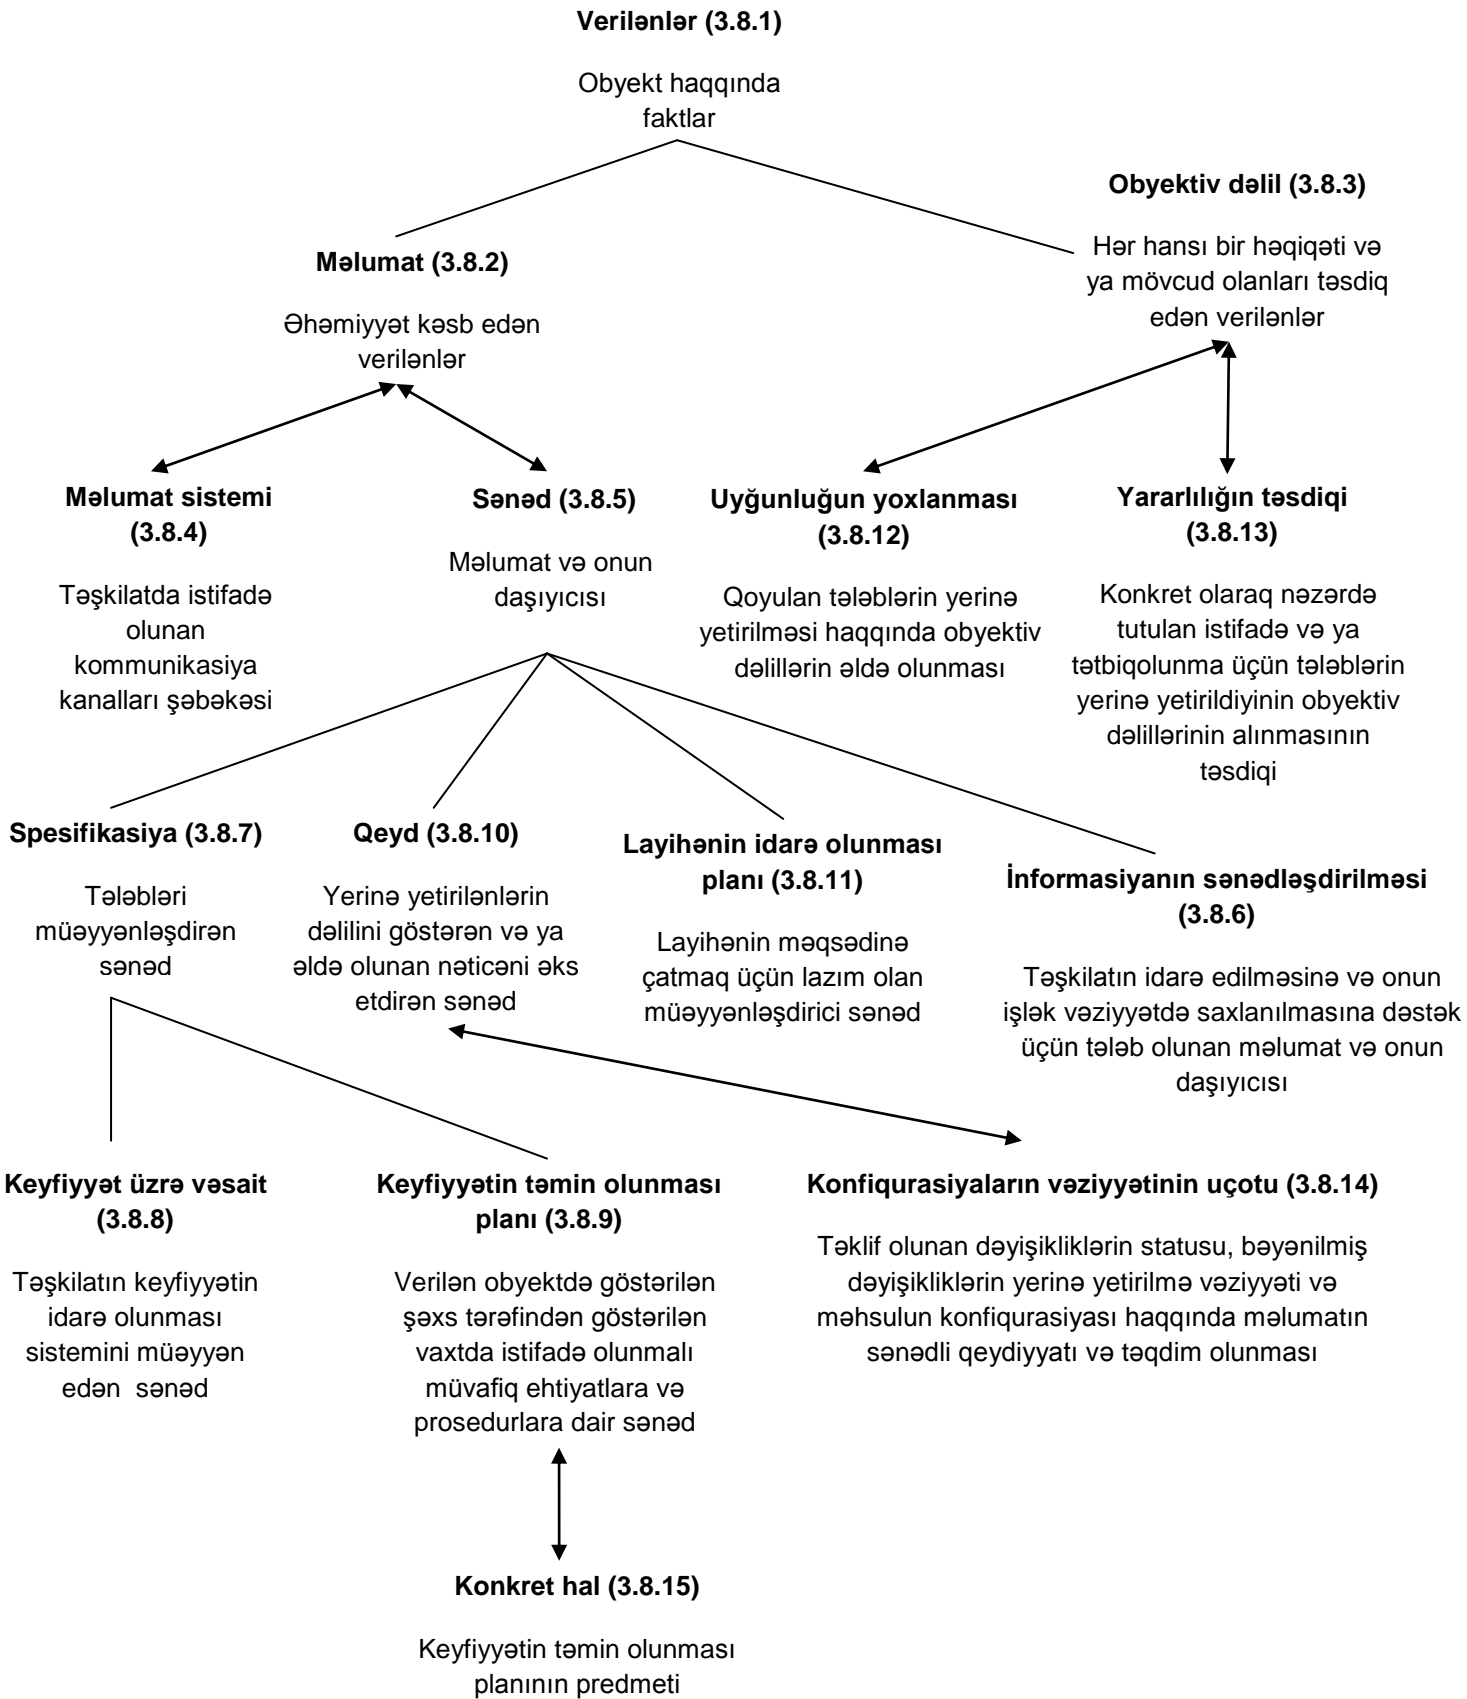 Verilənlər (3.8.1)
Obyekt haqqında
faktlar
Obyektiv dəlil (3.8.3)
Hər hansı bir həqiqəti və
ya mövcud olanları təsdiq
edən verilənlər
Məlumat (3.8.2)
Əhəmiyyət kəsb edən
verilənlər
Məlumat sistemi
(3.8.4)
Təşkilatda istifadə
olunan
kommunikasiya
kanalları şəbəkəsi
Sənəd (3.8.5)
Məlumat və onun
daşıyıcısı
Uyğunluğun yoxlanması
(3.8.12)
Qoyulan tələblərin yerinə
yetirilməsi haqqında obyektiv
dəlillərin əldə olunması
Yararlılığın təsdiqi
(3.8.13)
Konkret olaraq nəzərdə
tutulan istifadə və ya
tətbiqolunma üçün tələblərin
yerinə yetirildiyinin obyektiv
dəlillərinin alınmasının
təsdiqi
Spesifikasiya (3.8.7)
Tələbləri
müəyyənləşdirən
sənəd
Qeyd (3.8.10)
Yerinə yetirilənlərin
dəlilini göstərən və ya
əldə olunan nəticəni əks
etdirən sənəd
Layihənin idarə olunması
planı (3.8.11)
Layihənin məqsədinə
çatmaq üçün lazım olan
müəyyənləşdirici sənəd
İnformasiyanın sənədləşdirilməsi
(3.8.6)
Təşkilatın idarə edilməsinə və onun
işlək vəziyyətdə saxlanılmasına dəstək
üçün tələb olunan məlumat və onun
daşıyıcısı
Keyfiyyət üzrə vəsait
(3.8.8)
Təşkilatın keyfiyyətin
idarə olunması
sistemini müəyyən
edən  sənəd
Keyfiyyətin təmin olunması
planı (3.8.9)
Verilən obyektdə göstərilən
şəxs tərəfindən göstərilən
vaxtda istifadə olunmalı
müvafiq ehtiyatlara və
prosedurlara dair sənəd
Konfiqurasiyaların vəziyyətinin uçotu (3.8.14)
Təklif olunan dəyişikliklərin statusu, bəyənilmiş
dəyişikliklərin yerinə yetirilmə vəziyyəti və
məhsulun konfiqurasiyası haqqında məlumatın
sənədli qeydiyyatı və təqdim olunması
Konkret hal (3.8.15)
Keyfiyyətin təmin olunması
planının predmeti